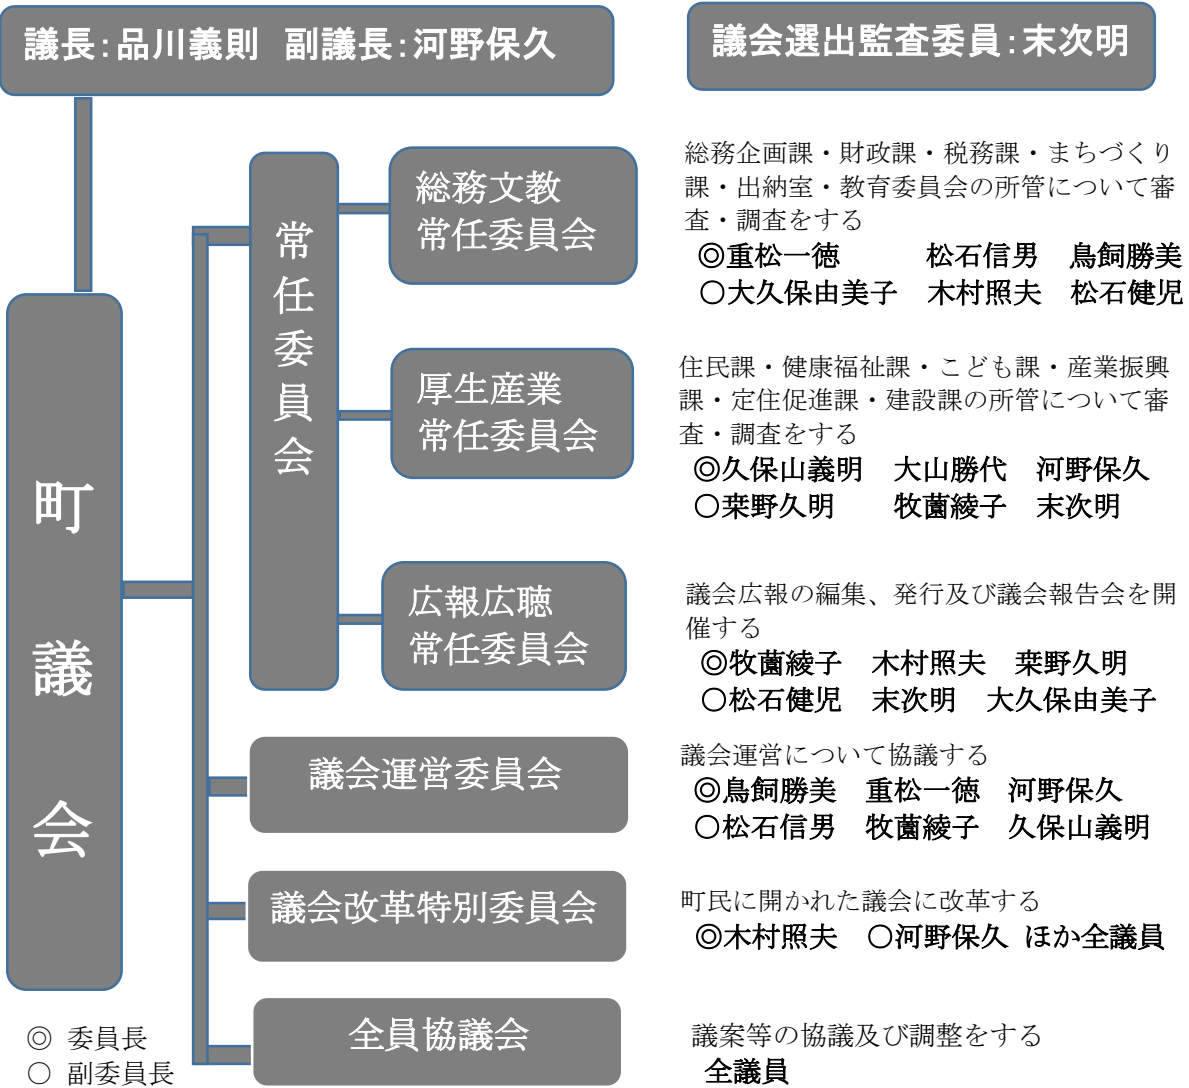 議長：品川義則　副議長：河野保久
議会選出監査委員：末次明
町議会
常任委員会
総務文教
常任委員会
総務企画課・財政課・税務課・まちづくり
課・出納室・教育委員会の所管について審
査・調査をする
◎重松一徳　松石信男　鳥飼勝美
○大久保由美子　木村照夫　松石健児
厚生産業
常任委員会
住民課・健康福祉課・こども課・産業振興
課・定住促進課・建設課の所管について審
査・調査をする
◎久保山義明　大山勝代　河野保久
○桒野久明　牧薗綾子　末次明
広報広聴
常任委員会
議会広報の編集、発行及び議会報告会を開
催する
◎牧薗綾子　木村照夫　桒野久明
○松石健児　末次明　大久保由美子
議会運営委員会
議会運営について協議する
◎鳥飼勝美　重松一徳　河野保久
○松石信男　牧薗綾子　久保山義明
議会改革特別委員会
町民に開かれた議会に改革する
◎木村照夫　○河野保久 ほか全議員
全員協議会
議案等の協議及び調整をする
全議員
◎ 委員長
○ 副委員長